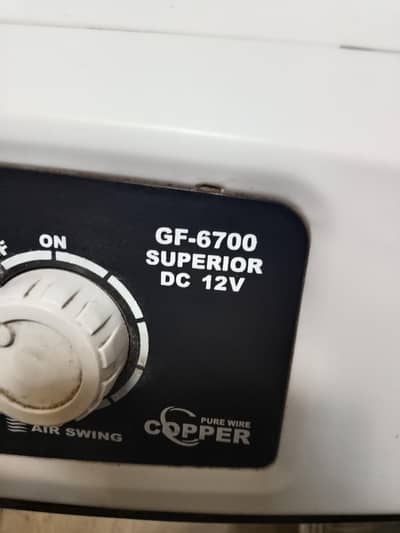 ON
GF-6700
SUPERIOR
DC 12V
PURE WIRE
COPPER
AIR SWING